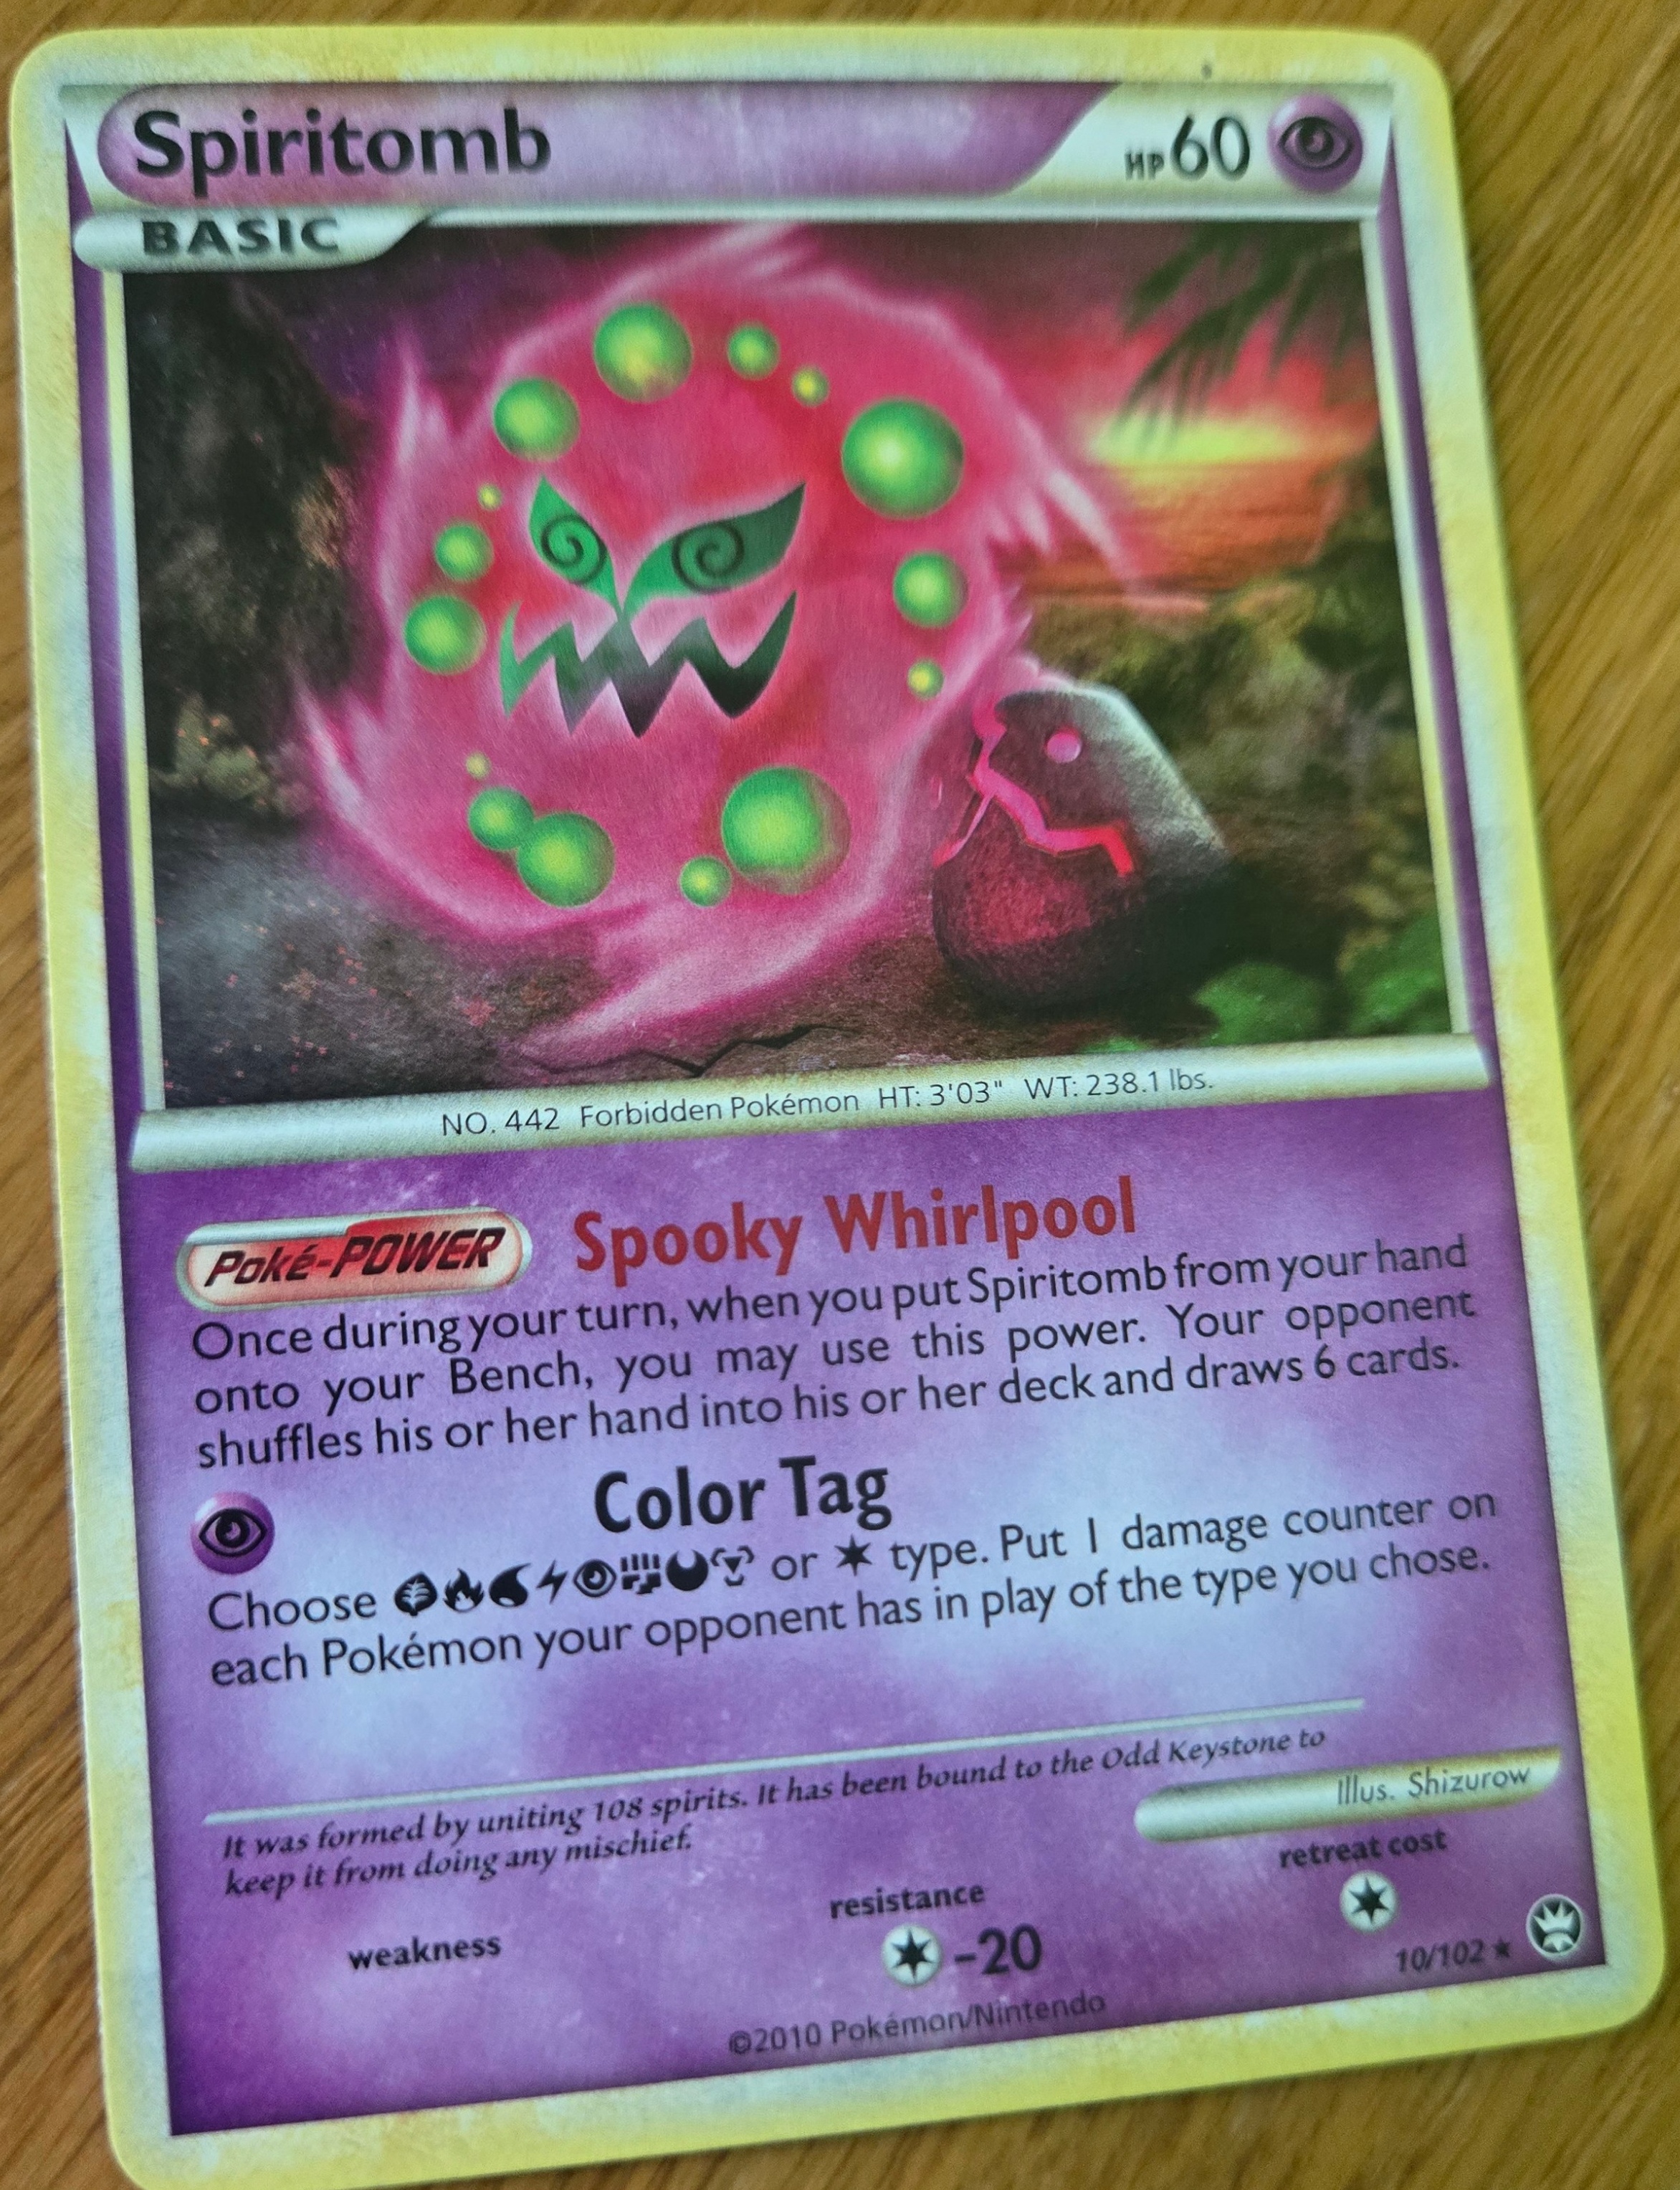 Spiritomb
HP 60
BASIC
NO. 442 Forbidden Pokémon HT: 3'03" WT: 238.1 lbs.
Poké-POWER Spooky Whirlpool
Once during your turn, when you put Spiritomb from your hand
onto your Bench, you may use this power. Your opponent
shuffles his or her hand into his or her deck and draws 6 cards.
Color Tag
Choose or type. Put 1 damage counter on
each Pokémon your opponent has in play of the type you chose.
It was formed by uniting 108 spirits. It has been bound to the Odd Keystone to
keep it from doing any mischief.
Illus. Shizurow
weakness
resistance
-20
retreat cost
10/102 ★
©2010 Pokémon/Nintendo